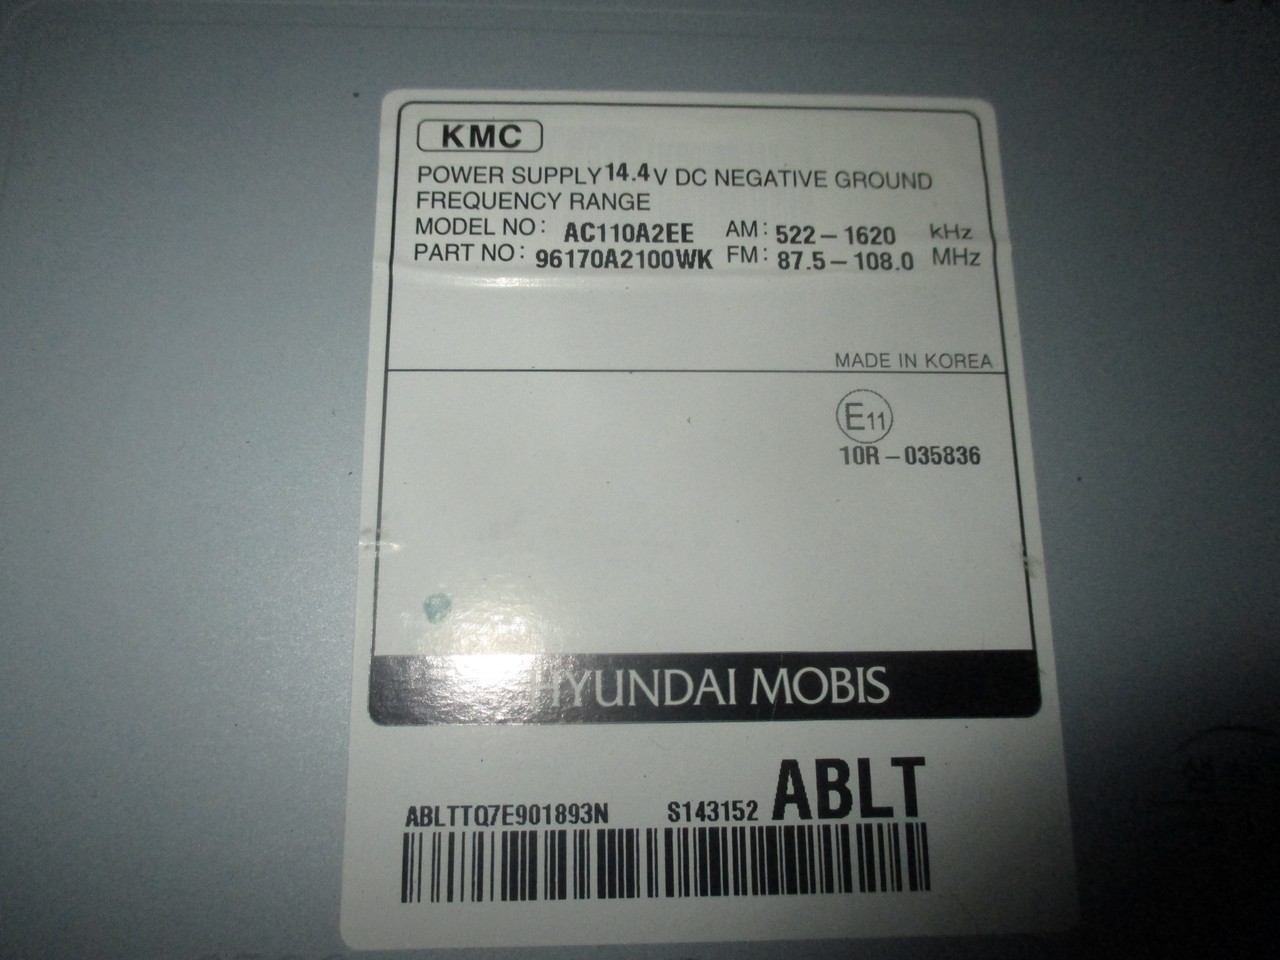 KMC
POWER SUPPLY 14.4 V DC NEGATIVE GROUND
FREQUENCY RANGE
MODEL NO: AC110A2EE AM: 522-1620 kHz
PART NO: 96170A2100WK FM: 87.5-108.0 MHz
MADE IN KOREA
E11
10R-035836
HYUNDAI MOBIS
ABLTTQ7E901893N S143152 ABLT